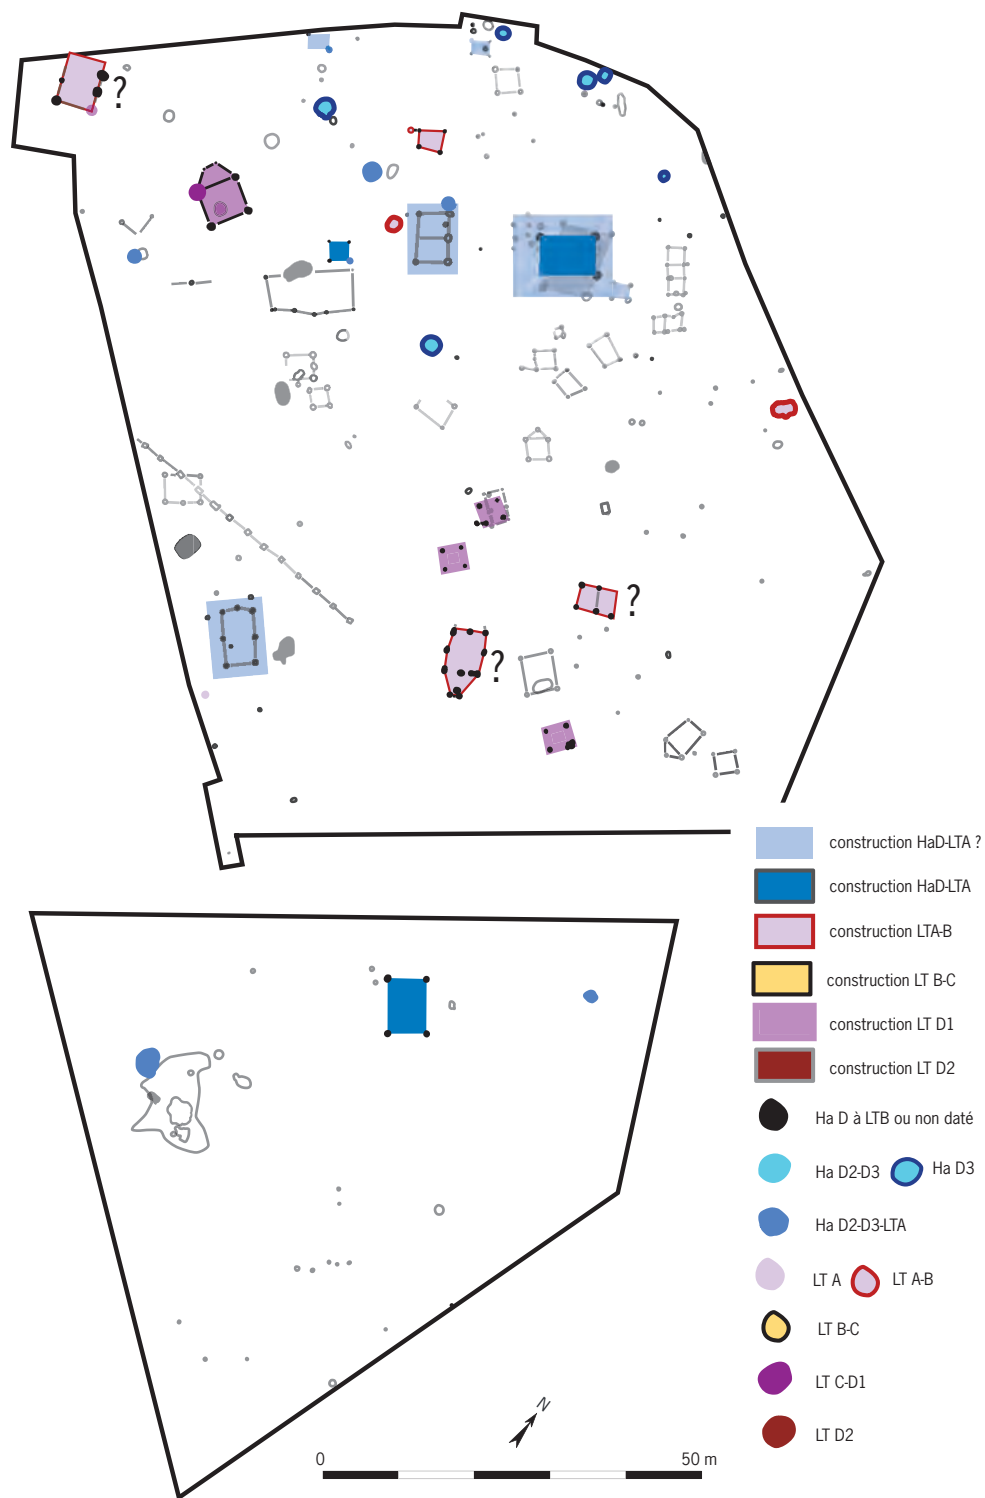 ?
?
?
construction HaD-LTA ?
construction HaD-LTA
construction LTA-B
construction LT B-C
construction LT D1
construction LT D2
Ha D à LTB ou non daté
Ha D2-D3 Ha D3
Ha D2-D3-LTA
LT A LT A-B
LT B-C
LT C-D1
LT D2
N
0 50 m